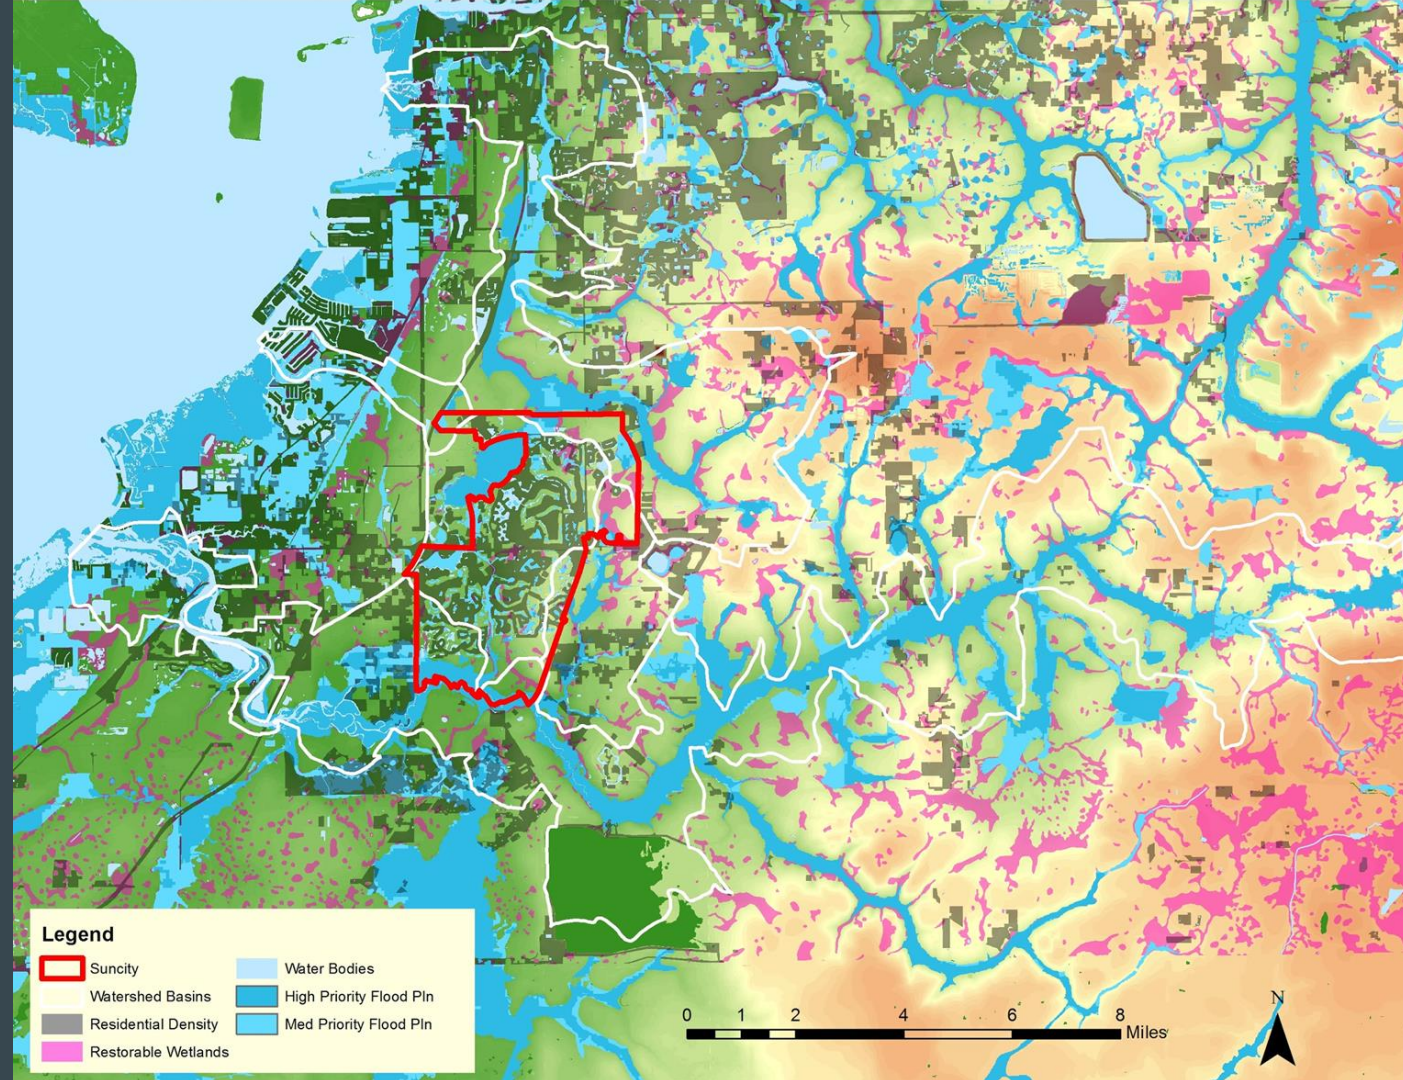 Legend
Suncity
Watershed Basins
Residential Density
Restorable Wetlands
Water Bodies
High Priority Flood Pln
Med Priority Flood Pln
0 1 2 4 6 8
Miles
N